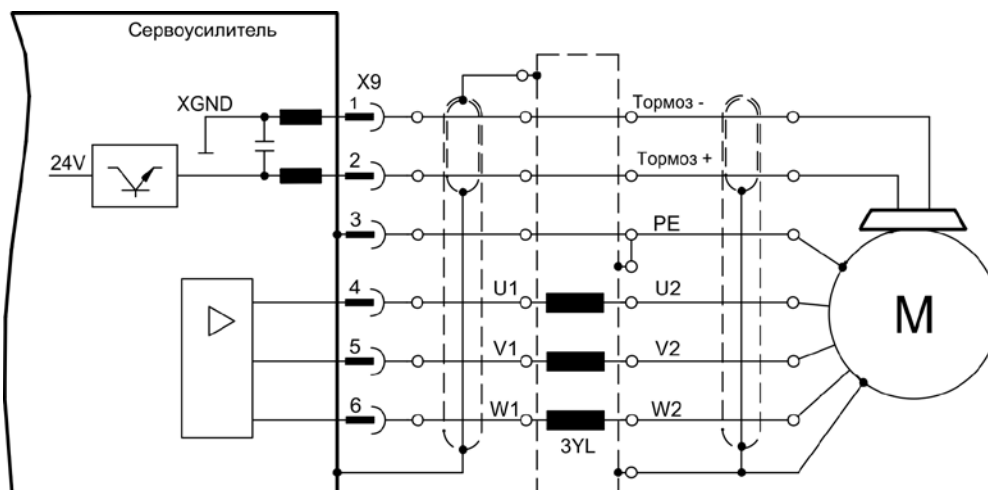 Сервоусилитель
X9
XGND
1
Тормоз -
24V
2
Тормоз +
3
PE
4
U1
U2
M
5
V1
V2
6
W1
W2
3YL